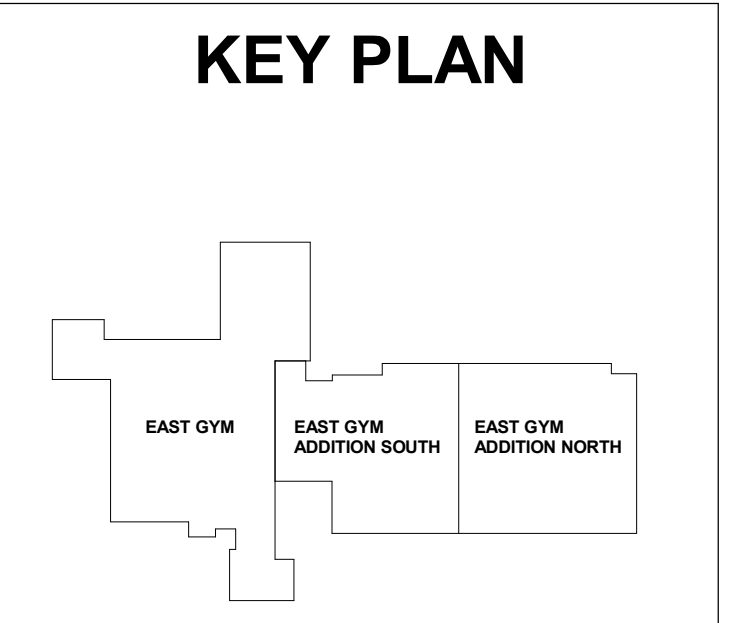 KEY PLAN
EAST GYM
EAST GYM
ADDITION SOUTH
EAST GYM
ADDITION NORTH